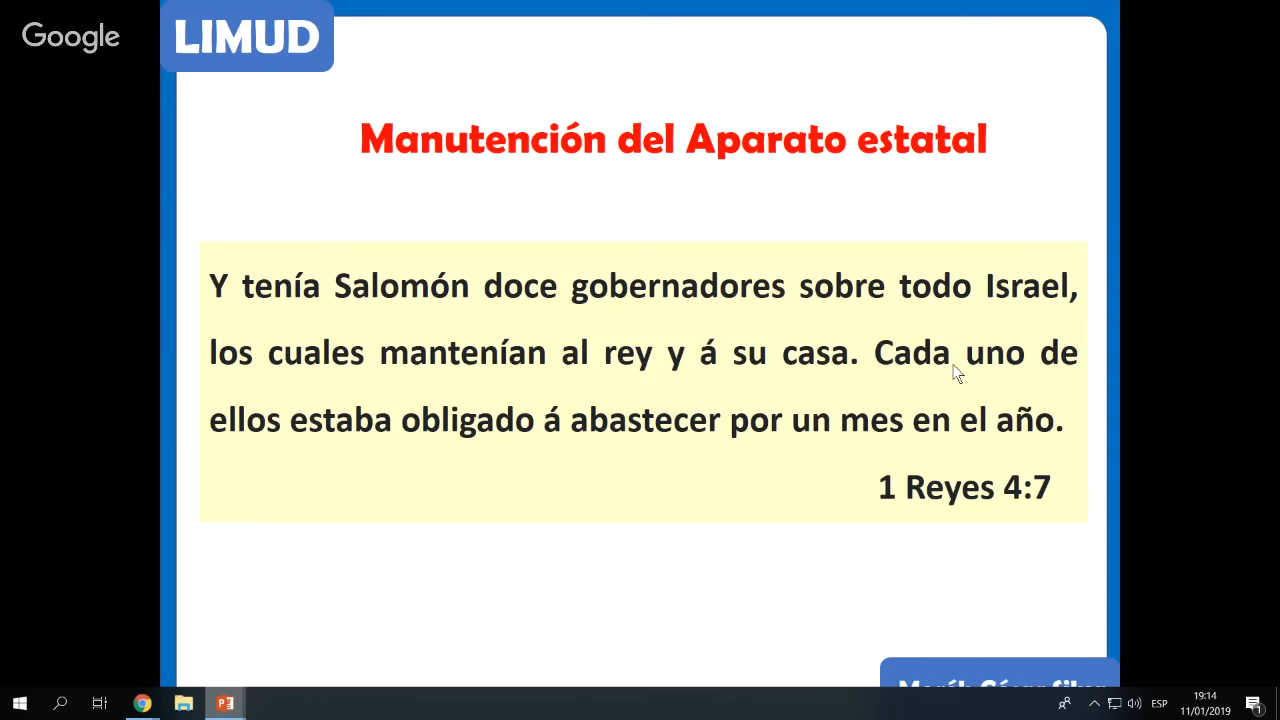 Google
LIMUD
Manutención del Aparato estatal
Y tenía Salomón doce gobernadores sobre todo Israel,
los cuales mantenían al rey y á su casa. Cada uno de
ellos estaba obligado á abastecer por un mes en el año.
1 Reyes 4:7
ESP
19:14
11/01/2019
1